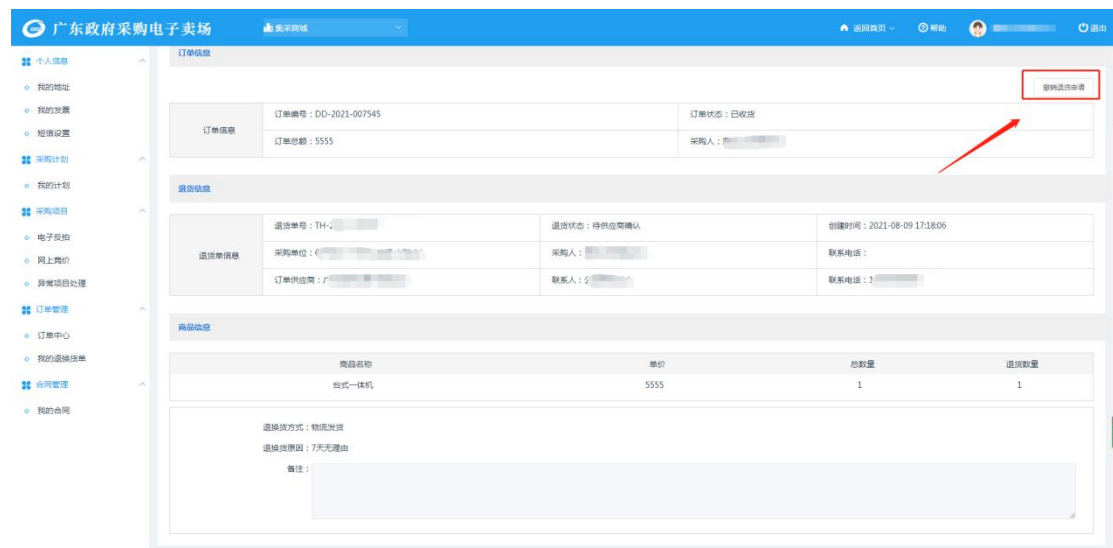 广东政府采购电子卖场
集采商城
返回首页
帮助
退出
个人信息
我的地址
我的发票
短信设置
采购计划
我的计划
采购项目
电子反拍
网上竞价
异常项目处理
订单管理
订单中心
我的退换货单
合同管理
我的合同
订单信息
撤销退货申请
订单信息
订单编号：DD-2021-007545
订单状态：已收货
订单总额：5555
采购人：
退货信息
退货单信息
退货单号：TH-
退货状态：待供应商确认
创建时间：2021-08-09 17:18:06
采购单位：
采购人：
联系电话：
订单供应商：
联系人：
联系电话：1
商品信息
商品名称 单价 总数量 退货数量
台式一体机 5555 1 1
退换货方式：物流发货
退换货原因：7天无理由
备注：